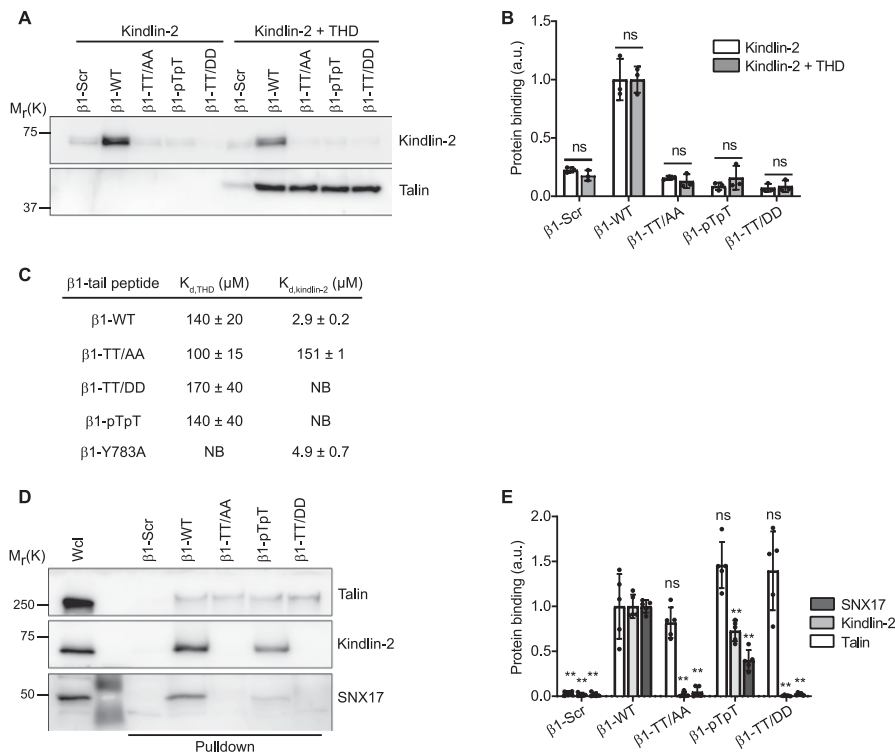 A
Kindlin-2
Kindlin-2 + THD
β1-Scr
β1-WT
β1-TT/AA
β1-pTpT
β1-TT/DD
β1-Scr
β1-WT
β1-TT/AA
β1-pTpT
β1-TT/DD
Mr(K)
75
37
Kindlin-2
Talin
B
Protein binding (a.u.)
1.5
1.0
0.5
0.0
ns
ns
ns
ns
ns
Kindlin-2
Kindlin-2 + THD
β1-Scr
β1-WT
β1-TT/AA
β1-pTpT
β1-TT/DD
C
β1-tail peptide Kd,THD (µM) Kd,kindlin-2 (µM)
β1-WT 140 ± 20 2.9 ± 0.2
β1-TT/AA 100 ± 15 151 ± 1
β1-TT/DD 170 ± 40 NB
β1-pTpT 140 ± 40 NB
β1-Y783A NB 4.9 ± 0.7
D
Wcl
β1-Scr
β1-WT
β1-TT/AA
β1-pTpT
β1-TT/DD
Mr(K)
250
75
50
Talin
Kindlin-2
SNX17
Pulldown
E
Protein binding (a.u.)
2.0
1.5
1.0
0.5
0.0
** ** **
ns
** **
ns
**
**
ns
** **
SNX17
Kindlin-2
Talin
β1-Scr
β1-WT
β1-TT/AA
β1-pTpT
β1-TT/DD